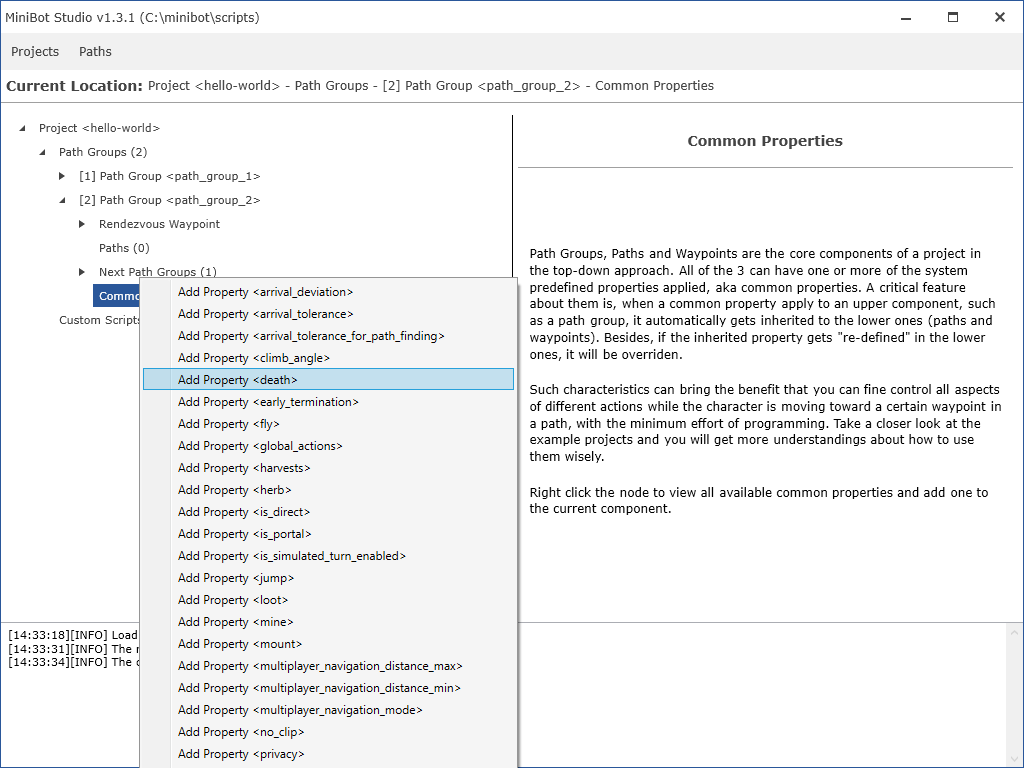 MiniBot Studio v1.3.1 (C:\minibot\scripts)
Projects Paths
Current Location: Project <hello-world> - Path Groups - [2] Path Group <path_group_2> - Common Properties
Project <hello-world>
Path Groups (2)
[1] Path Group <path_group_1>
[2] Path Group <path_group_2>
Rendezvous Waypoint
Paths (0)
Next Path Groups (1)
Commo
Custom Scripts
Add Property <arrival_deviation>
Add Property <arrival_tolerance>
Add Property <arrival_tolerance_for_path_finding>
Add Property <climb_angle>
Add Property <death>
Add Property <early_termination>
Add Property <fly>
Add Property <global_actions>
Add Property <harvests>
Add Property <herb>
Add Property <is_direct>
Add Property <is_portal>
Add Property <is_simulated_turn_enabled>
Add Property <jump>
Add Property <loot>
Add Property <mine>
Add Property <mount>
Add Property <multiplayer_navigation_distance_max>
Add Property <multiplayer_navigation_distance_min>
Add Property <multiplayer_navigation_mode>
Add Property <no_clip>
Add Property <privacy>
Common Properties
Path Groups, Paths and Waypoints are the core components of a project in
the top-down approach. All of the 3 can have one or more of the system
predefined properties applied, aka common properties. A critical feature
about them is, when a common property apply to an upper component, such
as a path group, it automatically gets inherited to the lower ones (paths and
waypoints). Besides, if the inherited property gets "re-defined" in the lower
ones, it will be overriden.
Such characteristics can bring the benefit that you can fine control all aspects
of different actions while the character is moving toward a certain waypoint in
a path, with the minimum effort of programming. Take a closer look at the
example projects and you will get more understandings about how to use
them wisely.
Right click the node to view all available common properties and add one to
the current component.
[14:33:18][INFO] Load
[14:33:31][INFO] The
[14:33:34][INFO] The